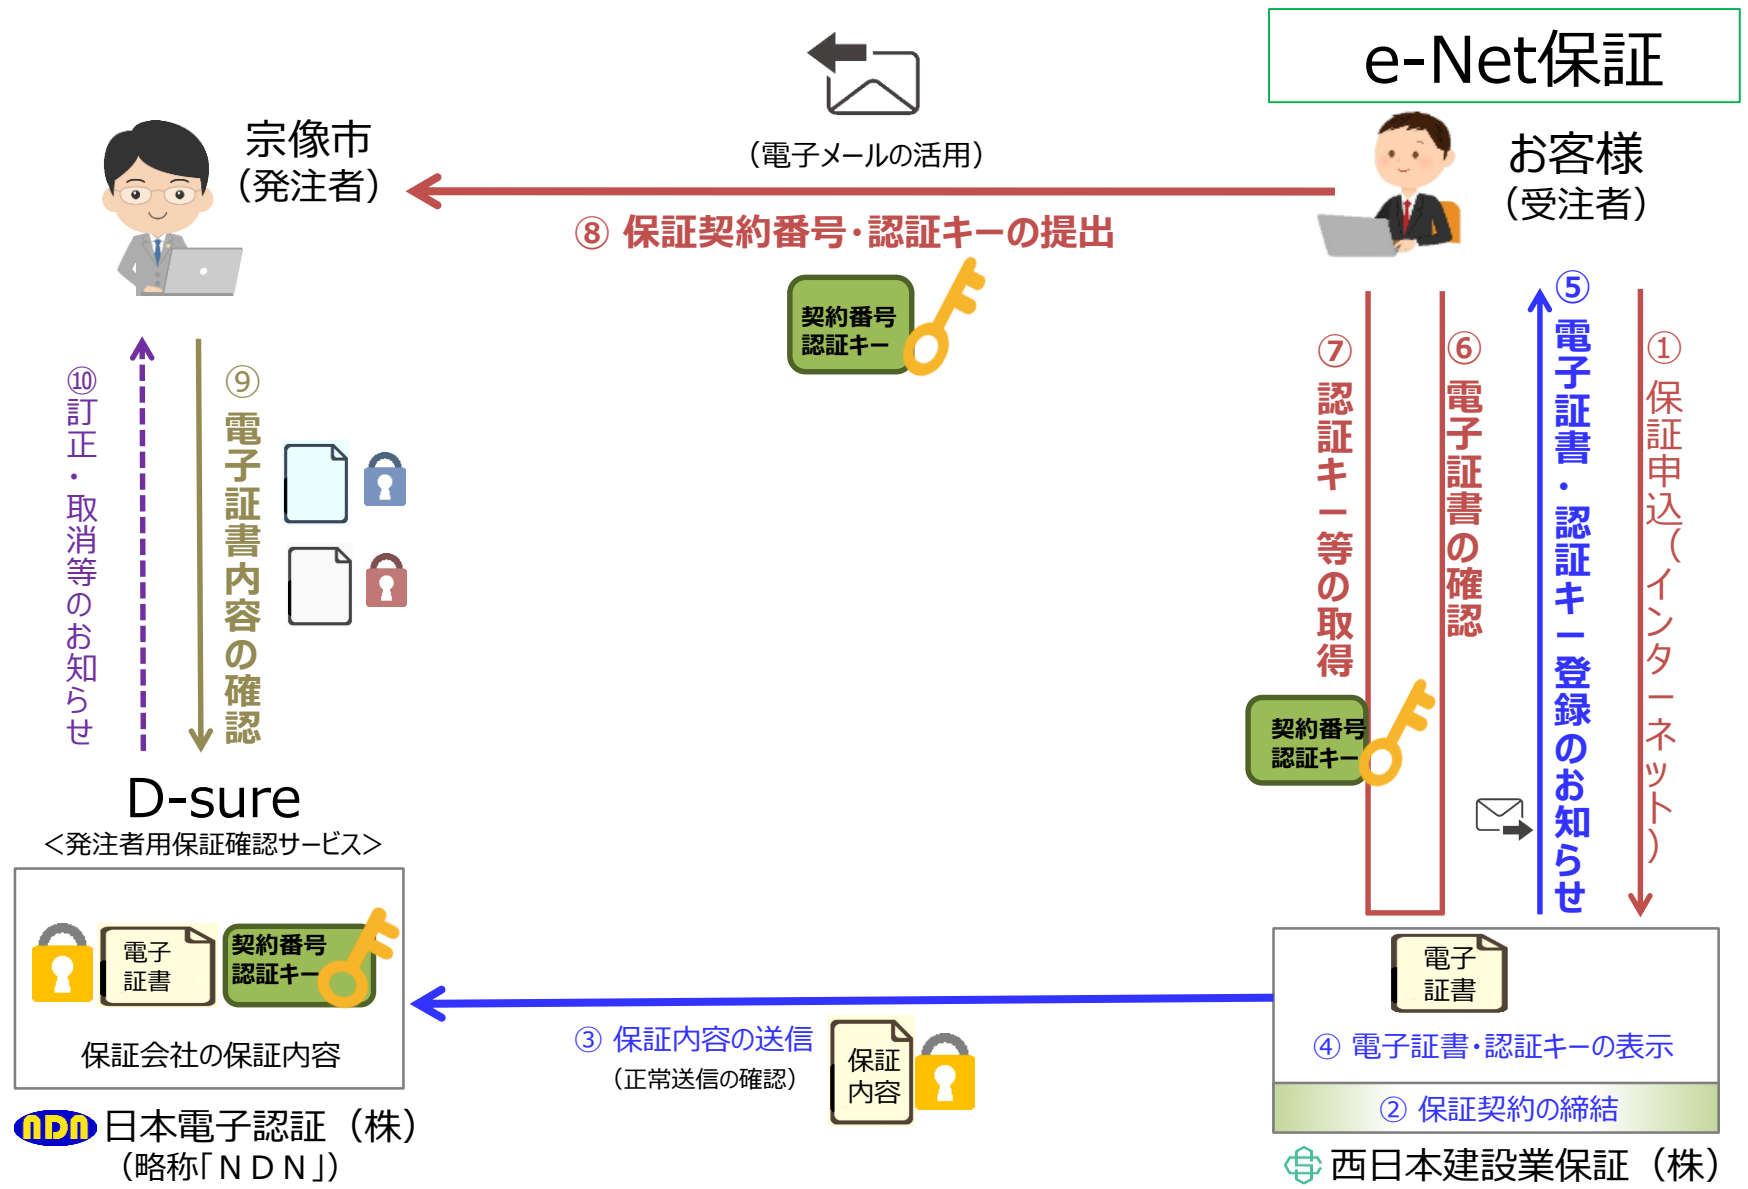 e-Net保証
宗像市
（発注者）
（電子メールの活用）
お客様
（受注者）
⑧ 保証契約番号・認証キーの提出
契約番号
認証キー
⑩訂正・取消等のお知らせ
⑨電子証書内容の確認
⑦認証キー等の取得
⑥電子証書の確認
⑤電子証書・認証キー登録のお知らせ
①保証申込（インターネット）
契約番号
認証キー
D-sure
＜発注者用保証確認サービス＞
電子
証書
契約番号
認証キー
保証会社の保証内容
③ 保証内容の送信
（正常送信の確認）
保証
内容
電子
証書
④ 電子証書・認証キーの表示
② 保証契約の締結
NDN 日本電子認証（株）
（略称「ＮＤＮ」）
西日本建設業保証（株）